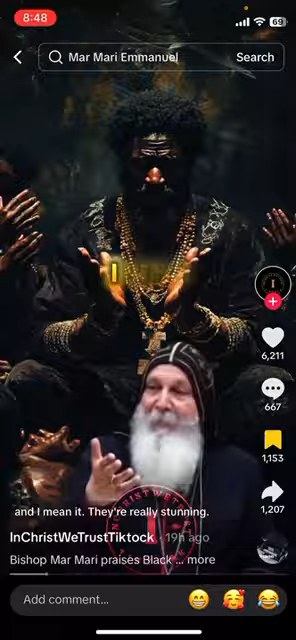 8:48
69
Mar Mari Emmanuel
Search
I
6,211
667
1,153
1,207
and I mean it. They're really stunning.
InChristWeTrustTiktock · 19h ago
Bishop Mar Mari praises Black ... more
Add comment...